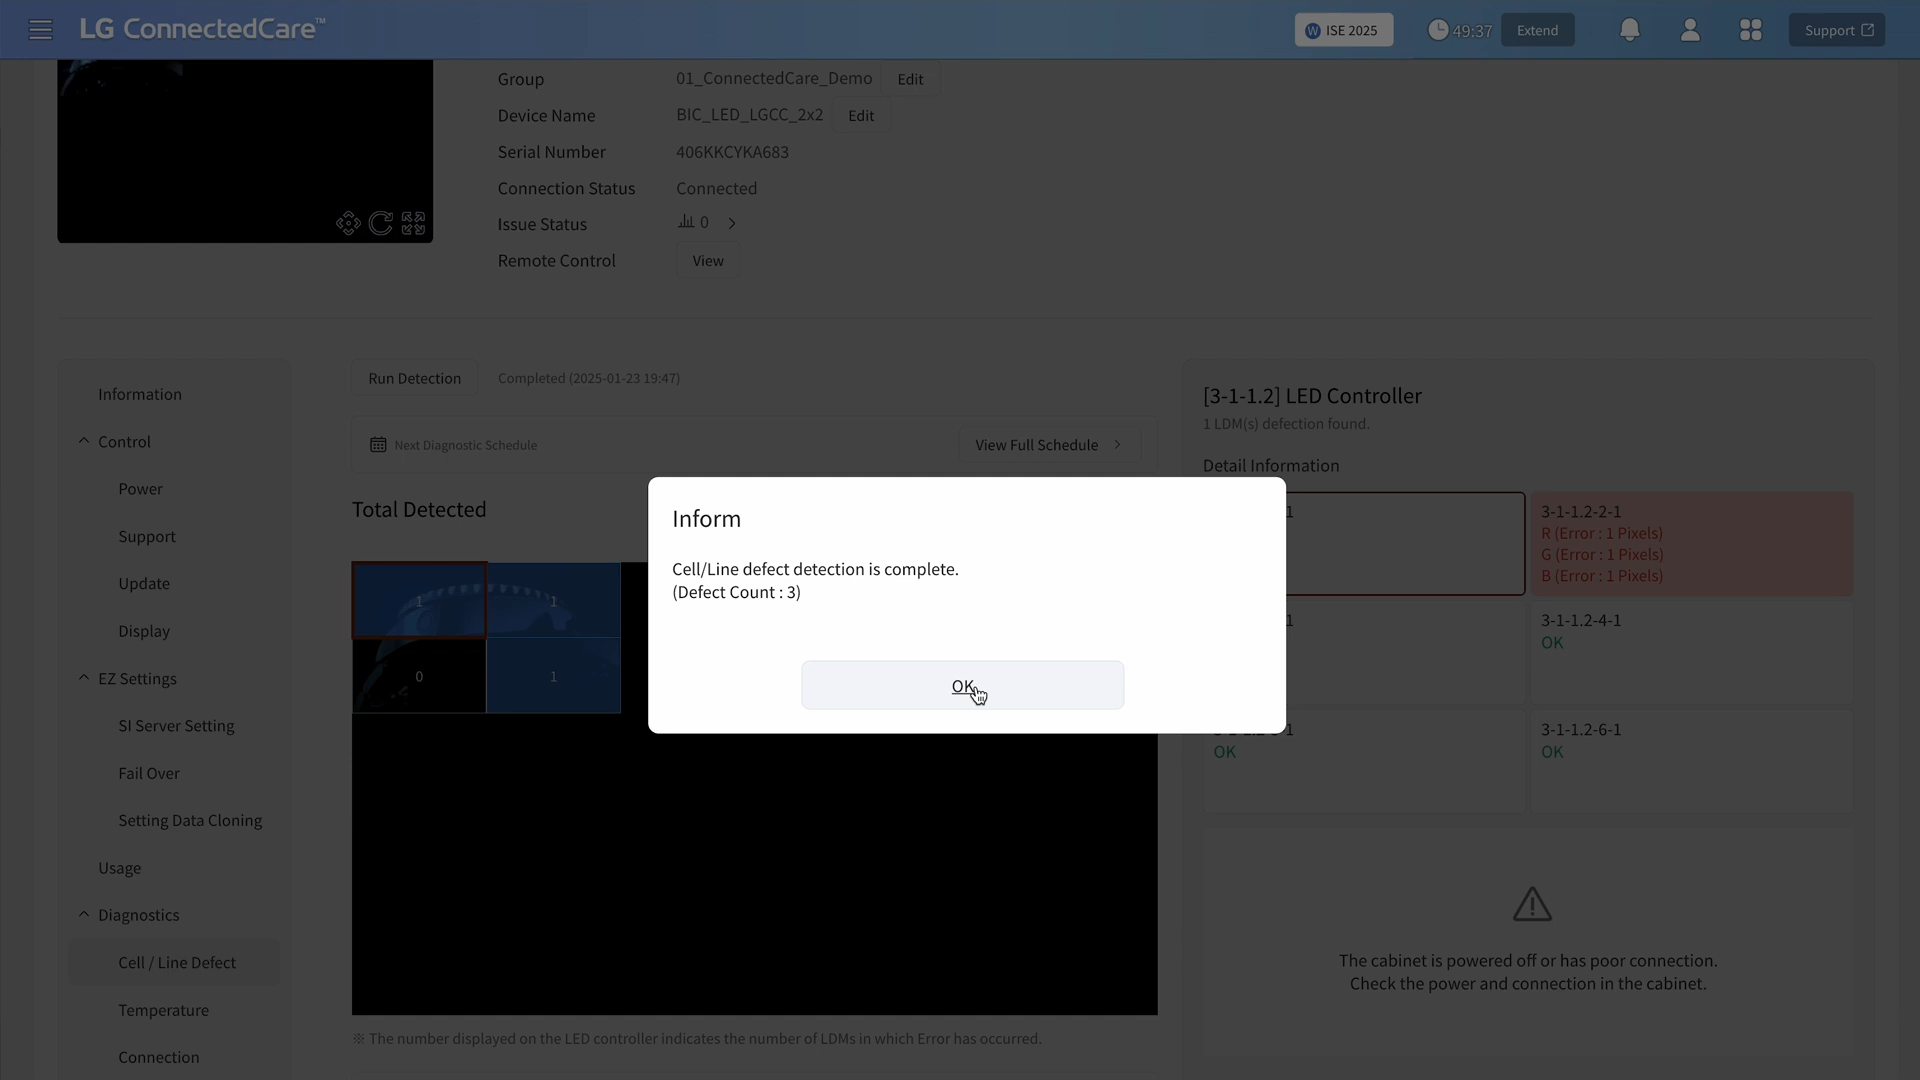 LG ConnectedCare™
W ISE 2025
49:37
Extend
Support
Group
01_ConnectedCare_Demo
Edit
Device Name
BIC_LED_LGCC_2x2
Edit
Serial Number
406KKCYKA683
Connection Status
Connected
Issue Status
0
Remote Control
View
Information
Control
Power
Support
Update
Display
EZ Settings
SI Server Setting
Fail Over
Setting Data Cloning
Usage
Diagnostics
Cell / Line Defect
Temperature
Connection
Run Detection
Completed (2025-01-23 19:47)
Next Diagnostic Schedule
View Full Schedule
Total Detected
1
1
0
1
※ The number displayed on the LED controller indicates the number of LDMs in which Error has occurred.
Inform
Cell/Line defect detection is complete.
(Defect Count : 3)
OK
[3-1-1.2] LED Controller
1 LDM(s) defection found.
Detail Information
1
3-1-1.2-2-1
R (Error : 1 Pixels)
G (Error : 1 Pixels)
B (Error : 1 Pixels)
1
3-1-1.2-4-1
OK
1
OK
3-1-1.2-6-1
OK
The cabinet is powered off or has poor connection.
Check the power and connection in the cabinet.